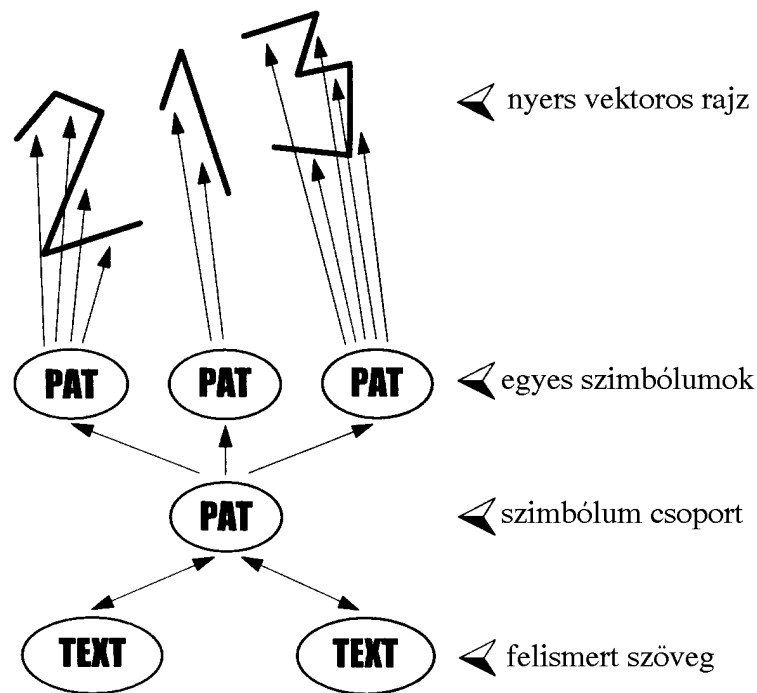 nyers vektoros rajz
PAT PAT PAT egyes szimbólumok
PAT szimbólum csoport
TEXT TEXT felismert szöveg